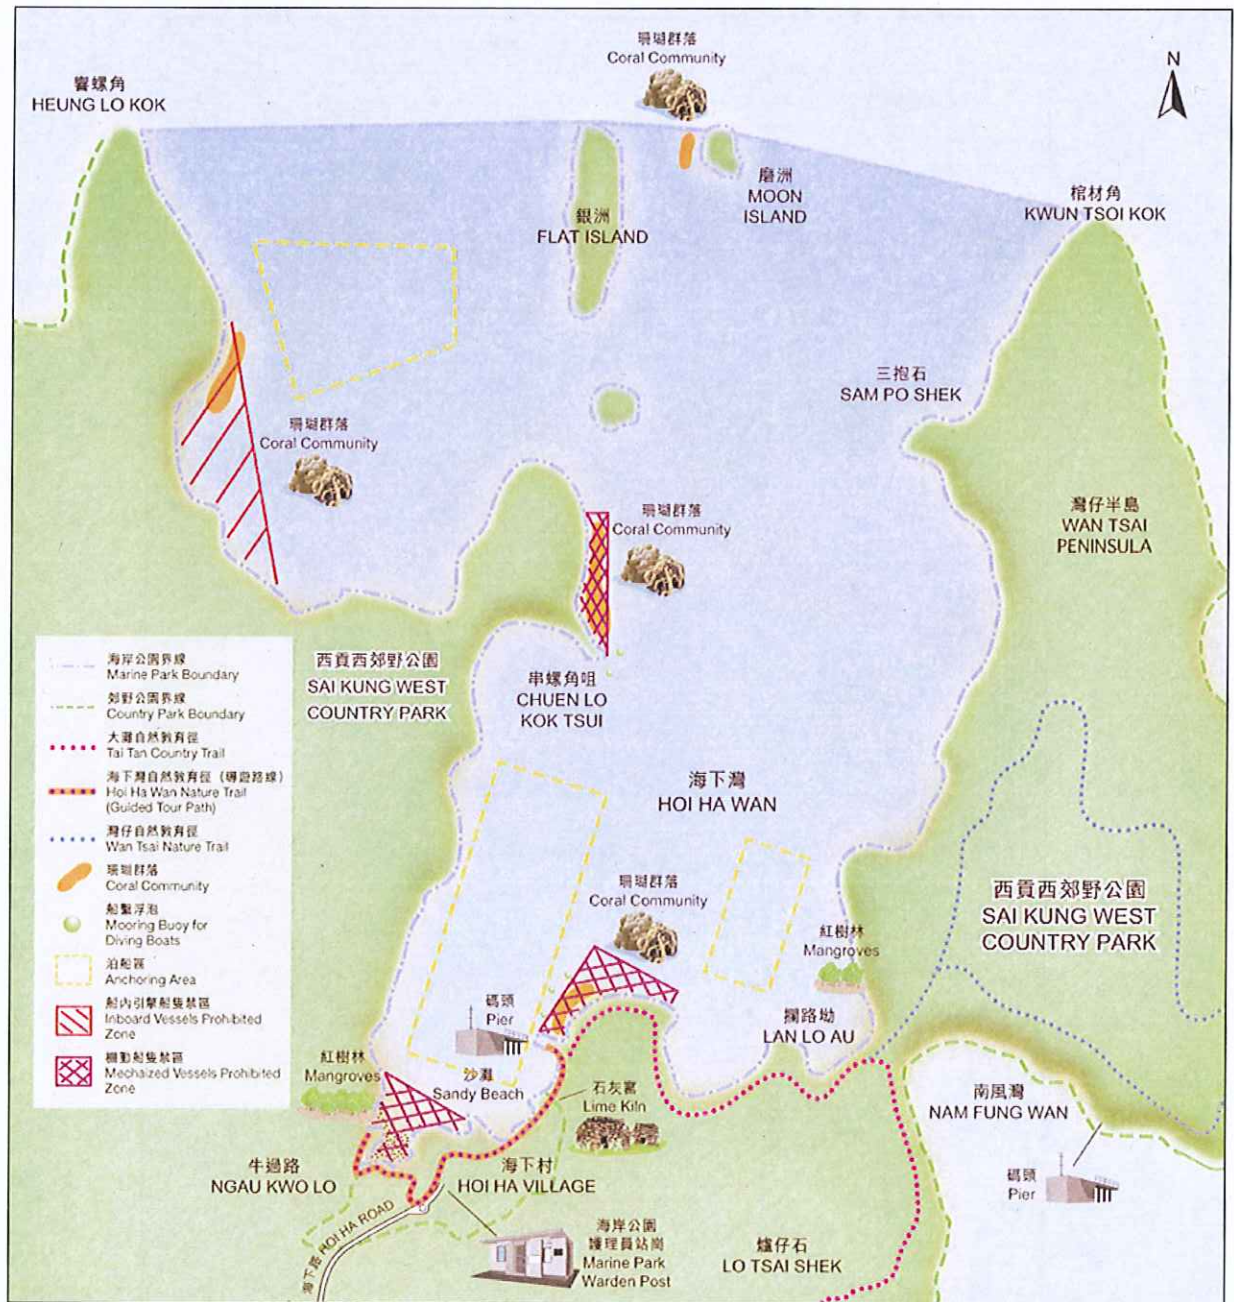 珊瑚群落
Coral Community
N
響螺角
HEUNG LO KOK
磨洲
MOON
ISLAND
棺材角
KWUN TSOI KOK
銀洲
FLAT ISLAND
三抱石
SAM PO SHEK
珊瑚群落
Coral Community
珊瑚群落
Coral Community
灣仔半島
WAN TSAI
PENINSULA
海岸公園界線
Marine Park Boundary
郊野公園界線
Country Park Boundary
大灘自然教育徑
Tai Tan Country Trail
海下灣自然教育徑（導遊路線）
Hoi Ha Wan Nature Trail
(Guided Tour Path)
灣仔自然教育徑
Wan Tsai Nature Trail
珊瑚群落
Coral Community
船繫浮泡
Mooring Buoy for
Diving Boats
泊船區
Anchoring Area
船內引擎船隻禁區
Inboard Vessels Prohibited
Zone
機動船隻禁區
Mechaized Vessels Prohibited
Zone
西貢西郊野公園
SAI KUNG WEST
COUNTRY PARK
串螺角咀
CHUEN LO
KOK TSUI
海下灣
HOI HA WAN
珊瑚群落
Coral Community
西貢西郊野公園
SAI KUNG WEST
COUNTRY PARK
紅樹林
Mangroves
碼頭
Pier
攔路坳
LAN LO AU
紅樹林
Mangroves
沙灘
Sandy Beach
石灰窰
Lime Kiln
南風灣
NAM FUNG WAN
牛過路
NGAU KWO LO
海下村
HOI HA VILLAGE
碼頭
Pier
海下路 HOI HA ROAD
海岸公園
護理員站崗
Marine Park
Warden Post
爐仔石
LO TSAI SHEK